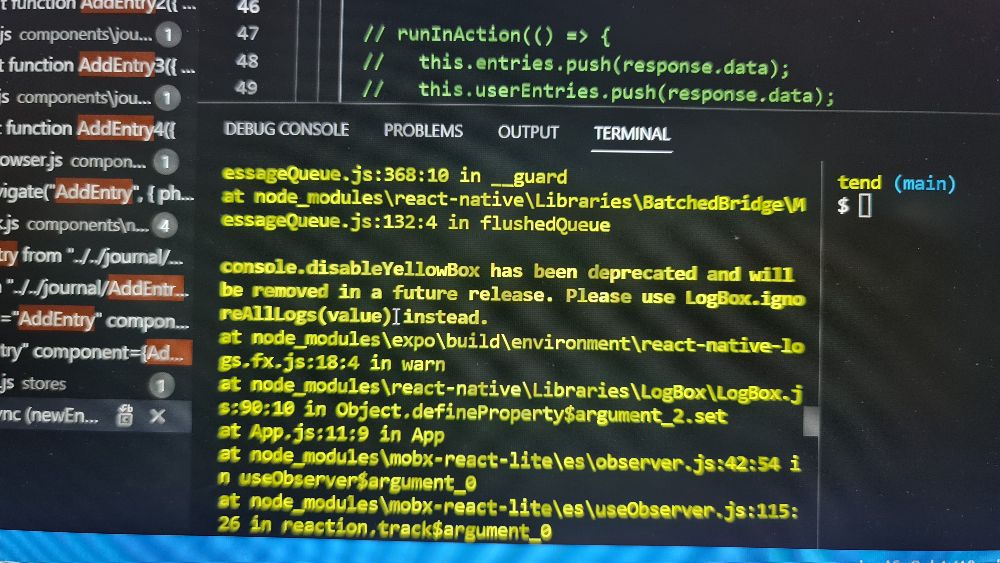 t function AddEntry2({ ...
js components\jou... 1
t function AddEntry3({ ...
js components\jou... 1
t function AddEntry4({
owser.js compon... 1
vigate("AddEntry", { ph...
k.js components\n... 4
try from "../../journal/...
"../../journal/AddEntr...
="AddEntry" compon...
try" component={Ad...
.js stores 1
nc (newEn...
46
47 // runInAction(() => {
48 // this.entries.push(response.data);
49 // this.userEntries.push(response.data);
DEBUG CONSOLE PROBLEMS OUTPUT TERMINAL
essageQueue.js:368:10 in __guard
at node_modules\react-native\Libraries\BatchedBridge\M
essageQueue.js:132:4 in flushedQueue
console.disableYellowBox has been deprecated and will
be removed in a future release. Please use LogBox.igno
reAllLogs(value) instead.
at node_modules\expo\build\environment\react-native-lo
gs.fx.js:18:4 in warn
at node_modules\react-native\Libraries\LogBox\LogBox.j
s:90:10 in Object.defineProperty$argument_2.set
at App.js:11:9 in App
at node_modules\mobx-react-lite\es\observer.js:42:54 i
n useObserver$argument_0
at node_modules\mobx-react-lite\es\useObserver.js:115:
26 in reaction.track$argument_0
tend (main)
$